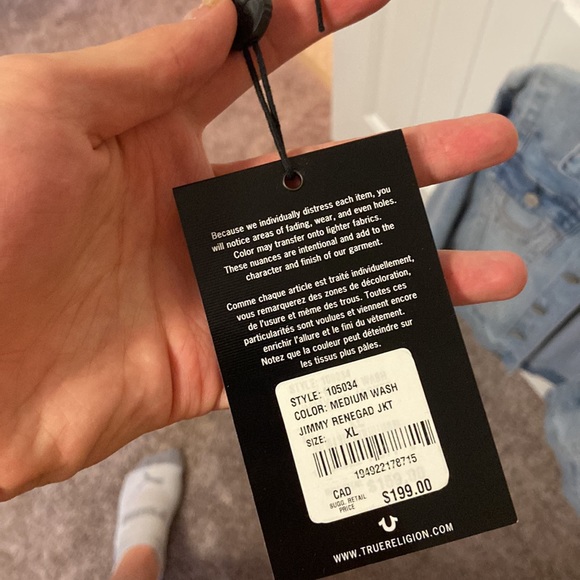 Because we individually distress each item, you
will notice areas of fading, wear, and even holes.
Color may transfer onto lighter fabrics.
These nuances are intentional and add to the
character and finish of our garment.
Comme chaque article est traité individuellement,
vous remarquerez des zones de décoloration,
de l'usure et même des trous. Toutes ces
particularités sont voulues et viennent encore
enrichir l'allure et le fini du vêtement.
Notez que la couleur peut déteindre sur
les tissus plus pâles.
STYLE: 105034
COLOR: MEDIUM WASH
JIMMY RENEGAD JKT
SIZE: XL
194922178715
CAD
SUGG. RETAIL
PRICE
$199.00
WWW.TRUERELIGION.COM